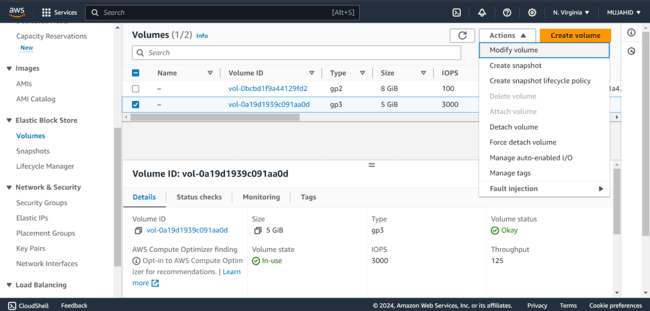 aws
Services
Search
[Alt+S]
N. Virginia
MUJAHID
Capacity Reservations
New
Images
AMIs
AMI Catalog
Elastic Block Store
Volumes
Snapshots
Lifecycle Manager
Network & Security
Security Groups
Elastic IPs
Placement Groups
Key Pairs
Network Interfaces
Load Balancing
Volumes (1/2) Info
Actions
Create volume
Search
Name Volume ID Type Size IOPS
– vol-0bcbd1f9a44129fd2 gp2 8 GiB 100
– vol-0a19d1939c091aa0d gp3 5 GiB 3000
Modify volume
Create snapshot
Create snapshot lifecycle policy
Delete volume
Attach volume
Detach volume
Force detach volume
Manage auto-enabled I/O
Manage tags
Fault injection
Volume ID: vol-0a19d1939c091aa0d
Details Status checks Monitoring Tags
Volume ID Size Type Volume status
vol-0a19d1939c091aa0d 5 GiB gp3 Okay
AWS Compute Optimizer finding Volume state IOPS Throughput
Opt-in to AWS Compute Optim In-use 3000 125
izer for recommendations. | Learn
more
CloudShell Feedback © 2024, Amazon Web Services, Inc. or its affiliates. Privacy Terms Cookie preferences